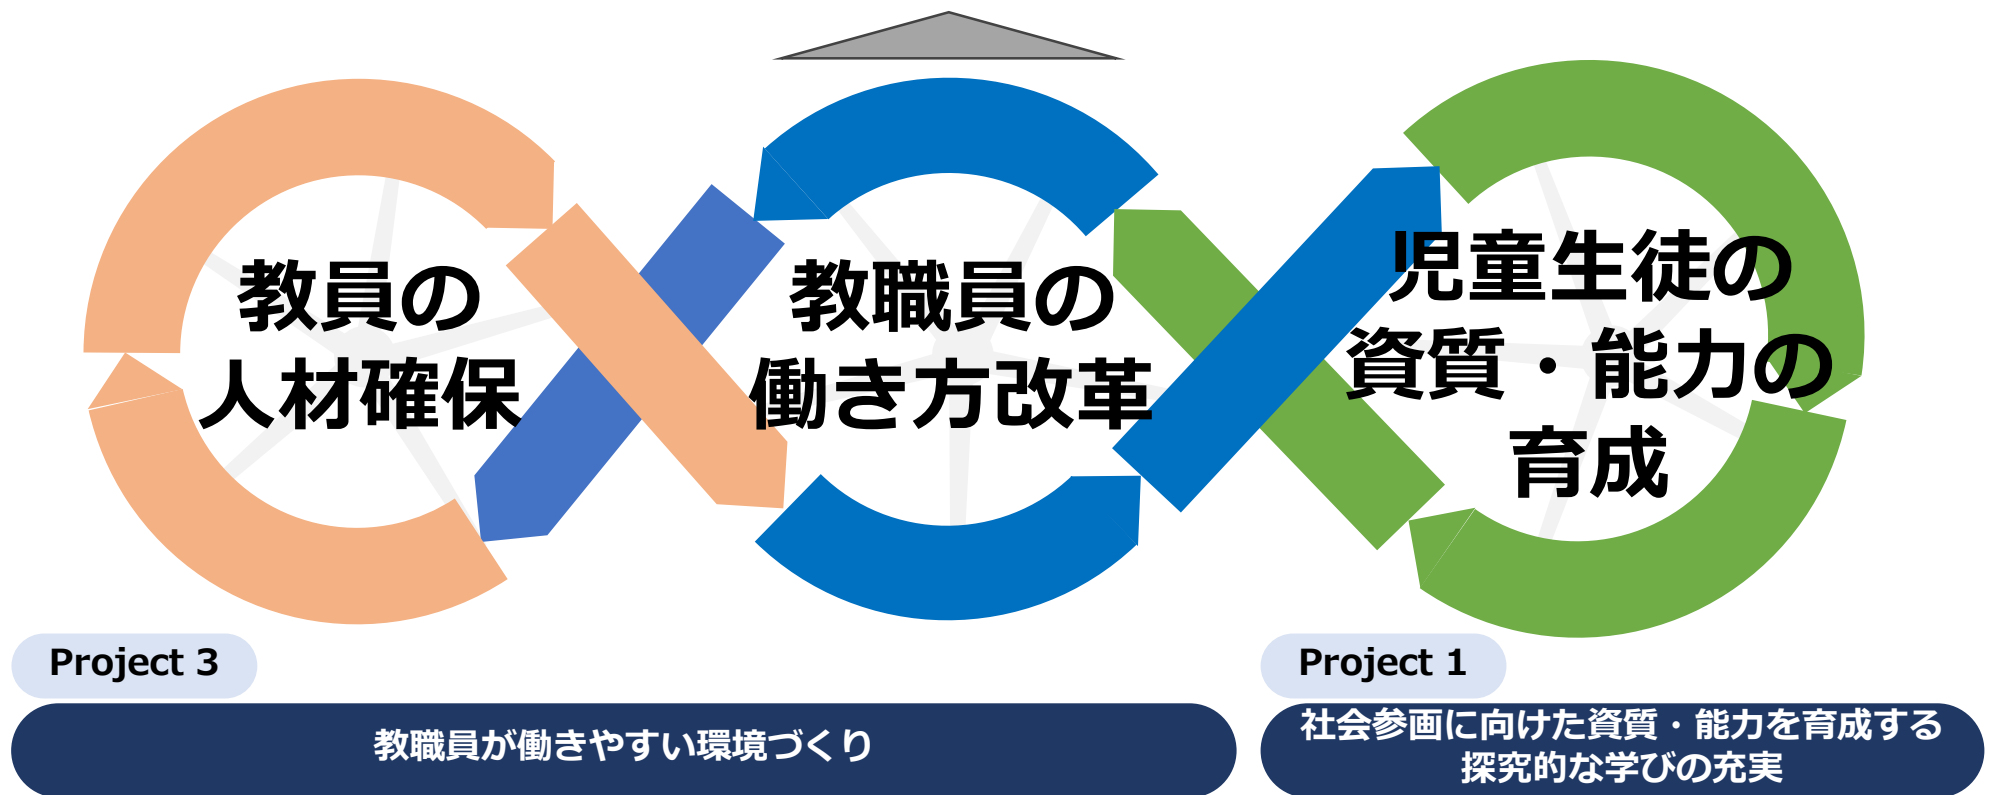 教員の
人材確保
教職員の
働き方改革
児童生徒の
資質・能力の
育成
Project 3
教職員が働きやすい環境づくり
Project 1
社会参画に向けた資質・能力を育成する
探究的な学びの充実